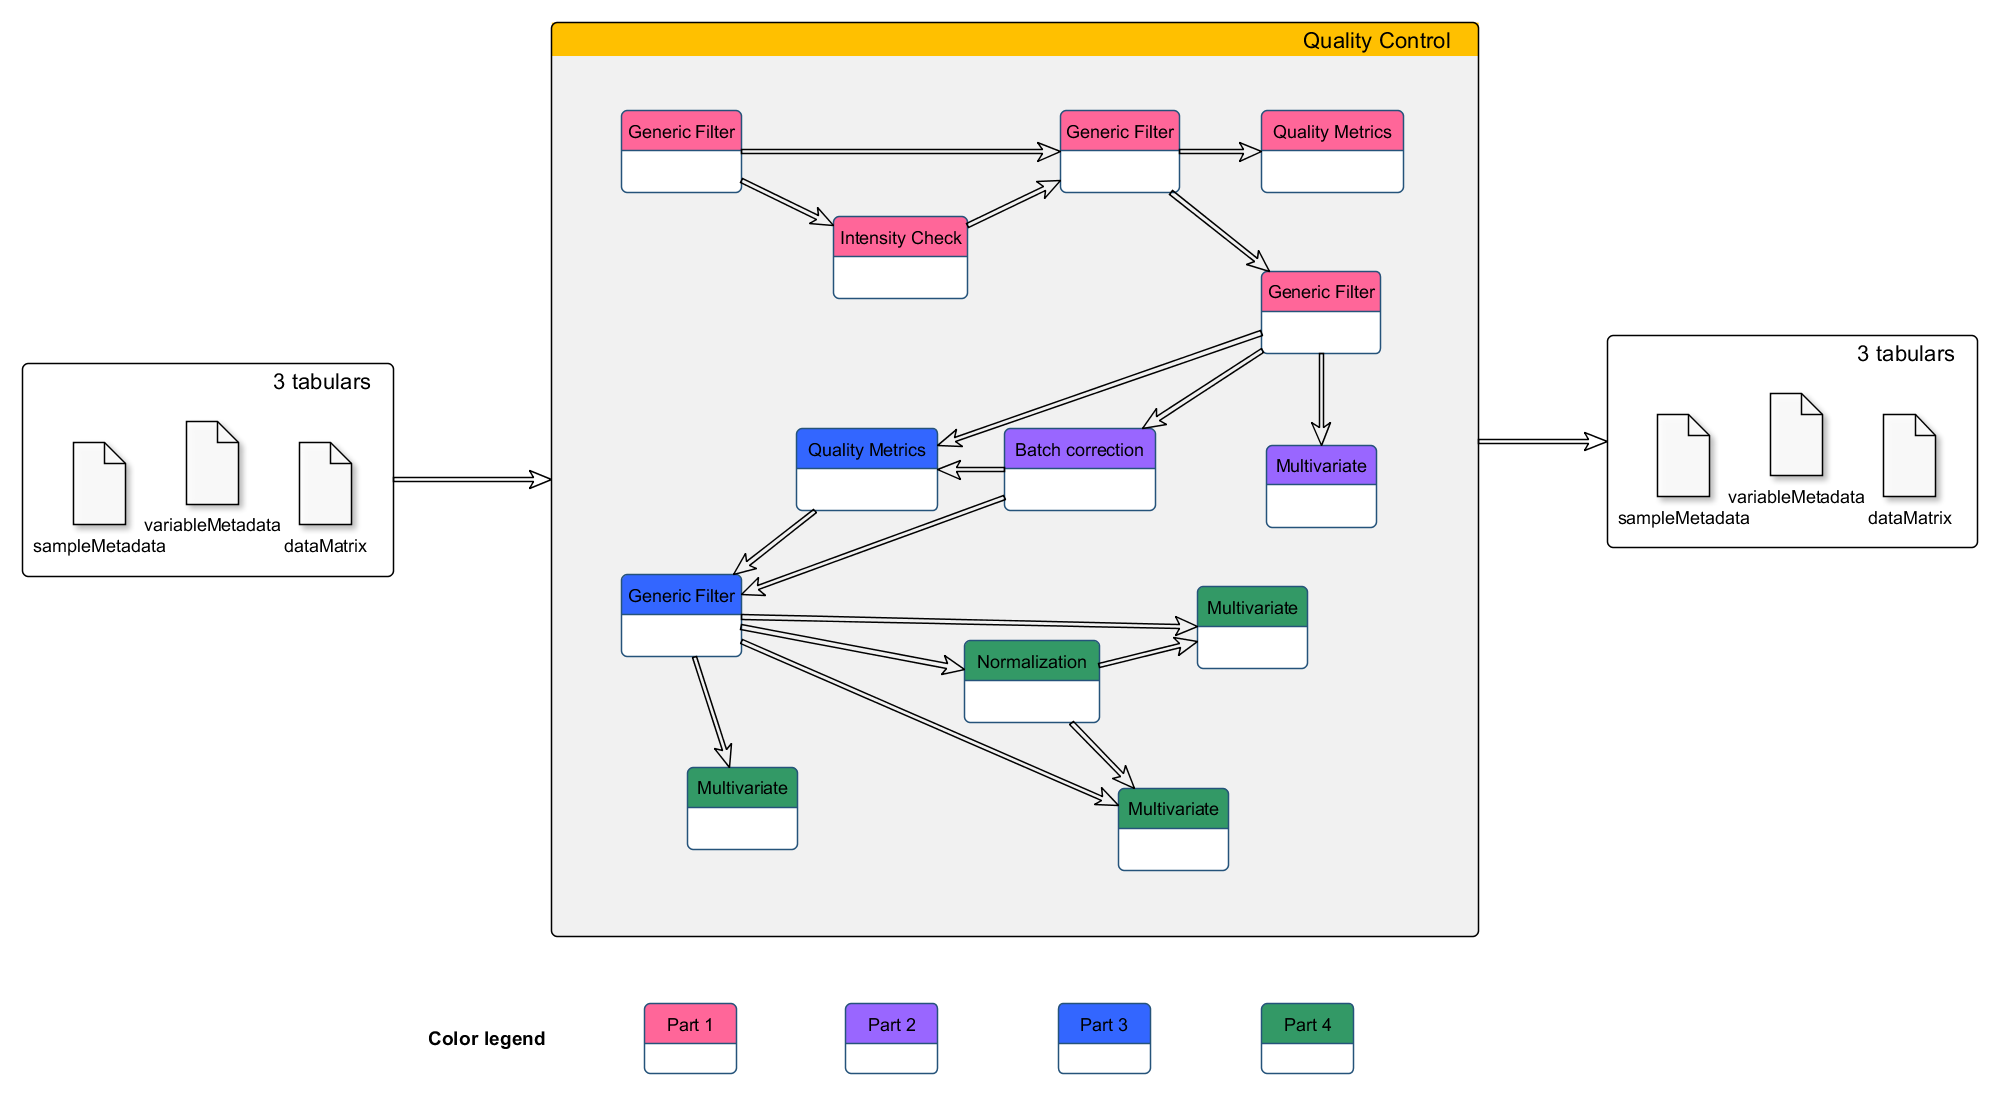 Quality Control
Generic Filter
Generic Filter
Quality Metrics
Intensity Check
Generic Filter
3 tabulars
sampleMetadata
variableMetadata
dataMatrix
3 tabulars
sampleMetadata
variableMetadata
dataMatrix
Quality Metrics
Batch correction
Multivariate
Generic Filter
Multivariate
Normalization
Multivariate
Multivariate
Color legend
Part 1
Part 2
Part 3
Part 4